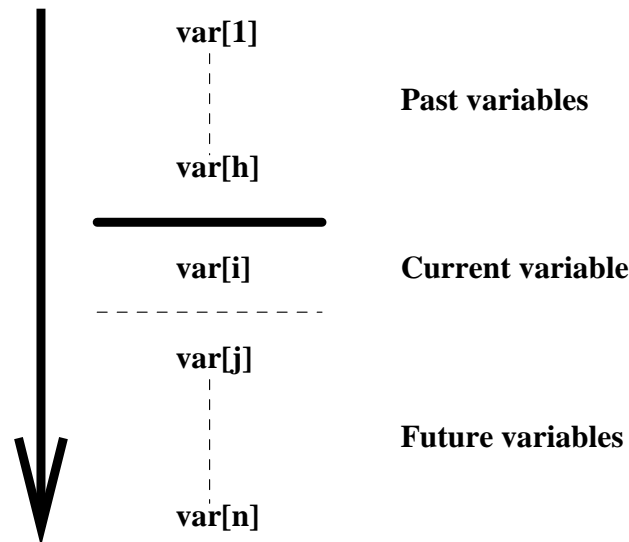 var[1]
Past variables
var[h]
var[i] Current variable
var[j]
Future variables
var[n]